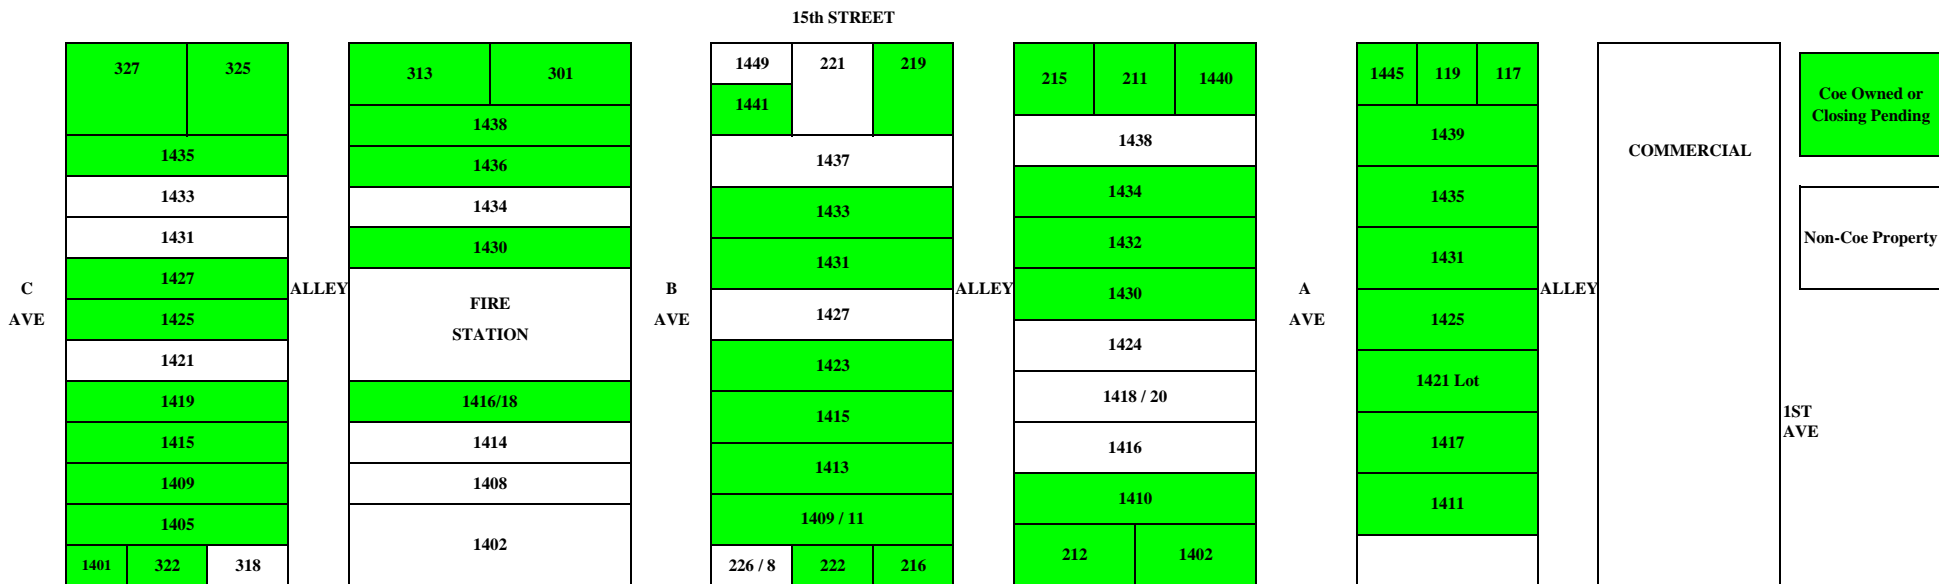 15th STREET
327
325
1435
1433
1431
1427
1425
1421
1419
1415
1409
1405
1401
322
318
C
AVE
ALLEY
313
301
1438
1436
1434
1430
FIRE
STATION
1416/18
1414
1408
1402
B
AVE
1449
221
219
1441
1437
1433
1431
1427
1423
1415
1413
1409 / 11
226 / 8
222
216
ALLEY
215
211
1440
1438
1434
1432
1430
1424
1418 / 20
1416
1410
212
1402
A
AVE
1445
119
117
1439
1435
1431
1425
1421 Lot
1417
1411
ALLEY
COMMERCIAL
1ST
AVE
Coe Owned or
Closing Pending
Non-Coe Property